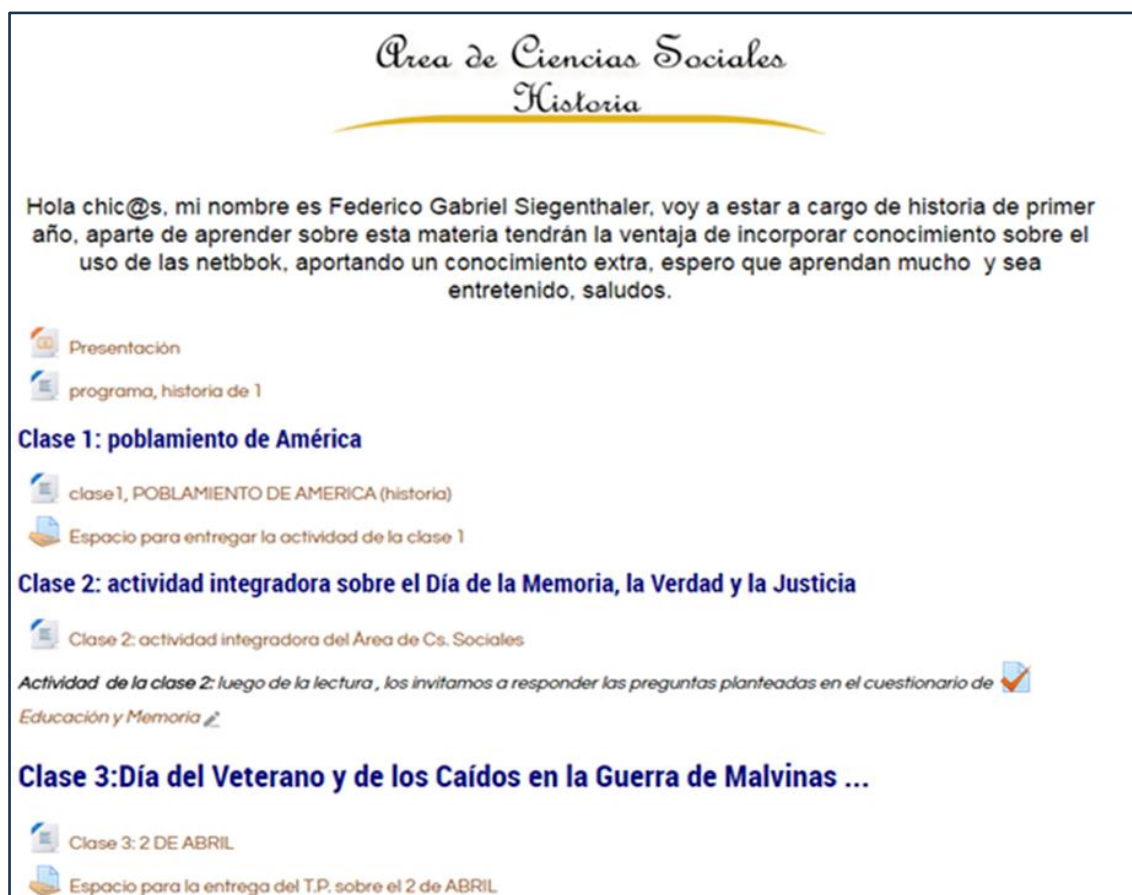 Area de Ciencias Sociales
Historia
Hola chic@s, mi nombre es Federico Gabriel Siegenthaler, voy a estar a cargo de historia de primer
año, aparte de aprender sobre esta materia tendrán la ventaja de incorporar conocimiento sobre el
uso de las netbbok, aportando un conocimiento extra, espero que aprendan mucho y sea
entretenido, saludos.
Presentación
programa, historia de 1
Clase 1: poblamiento de América
clase1, POBLAMIENTO DE AMERICA (historia)
Espacio para entregar la actividad de la clase 1
Clase 2: actividad integradora sobre el Día de la Memoria, la Verdad y la Justicia
Clase 2: actividad integradora del Área de Cs. Sociales
Actividad de la clase 2: luego de la lectura , los invitamos a responder las preguntas planteadas en el cuestionario de
Educación y Memoria
Clase 3:Día del Veterano y de los Caídos en la Guerra de Malvinas ...
Clase 3: 2 DE ABRIL
Espacio para la entrega del T.P. sobre el 2 de ABRIL